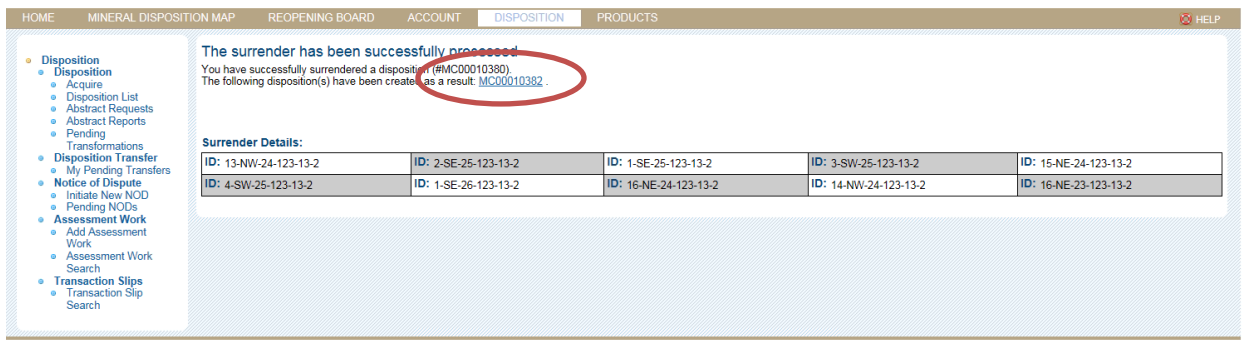 HOME MINERAL DISPOSITION MAP REOPENING BOARD ACCOUNT DISPOSITION PRODUCTS HELP
Disposition
Disposition
Acquire
Disposition List
Abstract Requests
Abstract Reports
Pending
Transformations
Disposition Transfer
My Pending Transfers
Notice of Dispute
Initiate New NOD
Pending NODs
Assessment Work
Add Assessment
Work
Assessment Work
Search
Transaction Slips
Transaction Slip
Search
The surrender has been successfully processed
You have successfully surrendered a disposition (#MC00010380).
The following disposition(s) have been created as a result: MC00010382 .
Surrender Details:
ID: 13-NW-24-123-13-2 ID: 2-SE-25-123-13-2 ID: 1-SE-25-123-13-2 ID: 3-SW-25-123-13-2 ID: 15-NE-24-123-13-2
ID: 4-SW-25-123-13-2 ID: 1-SE-26-123-13-2 ID: 16-NE-24-123-13-2 ID: 14-NW-24-123-13-2 ID: 16-NE-23-123-13-2